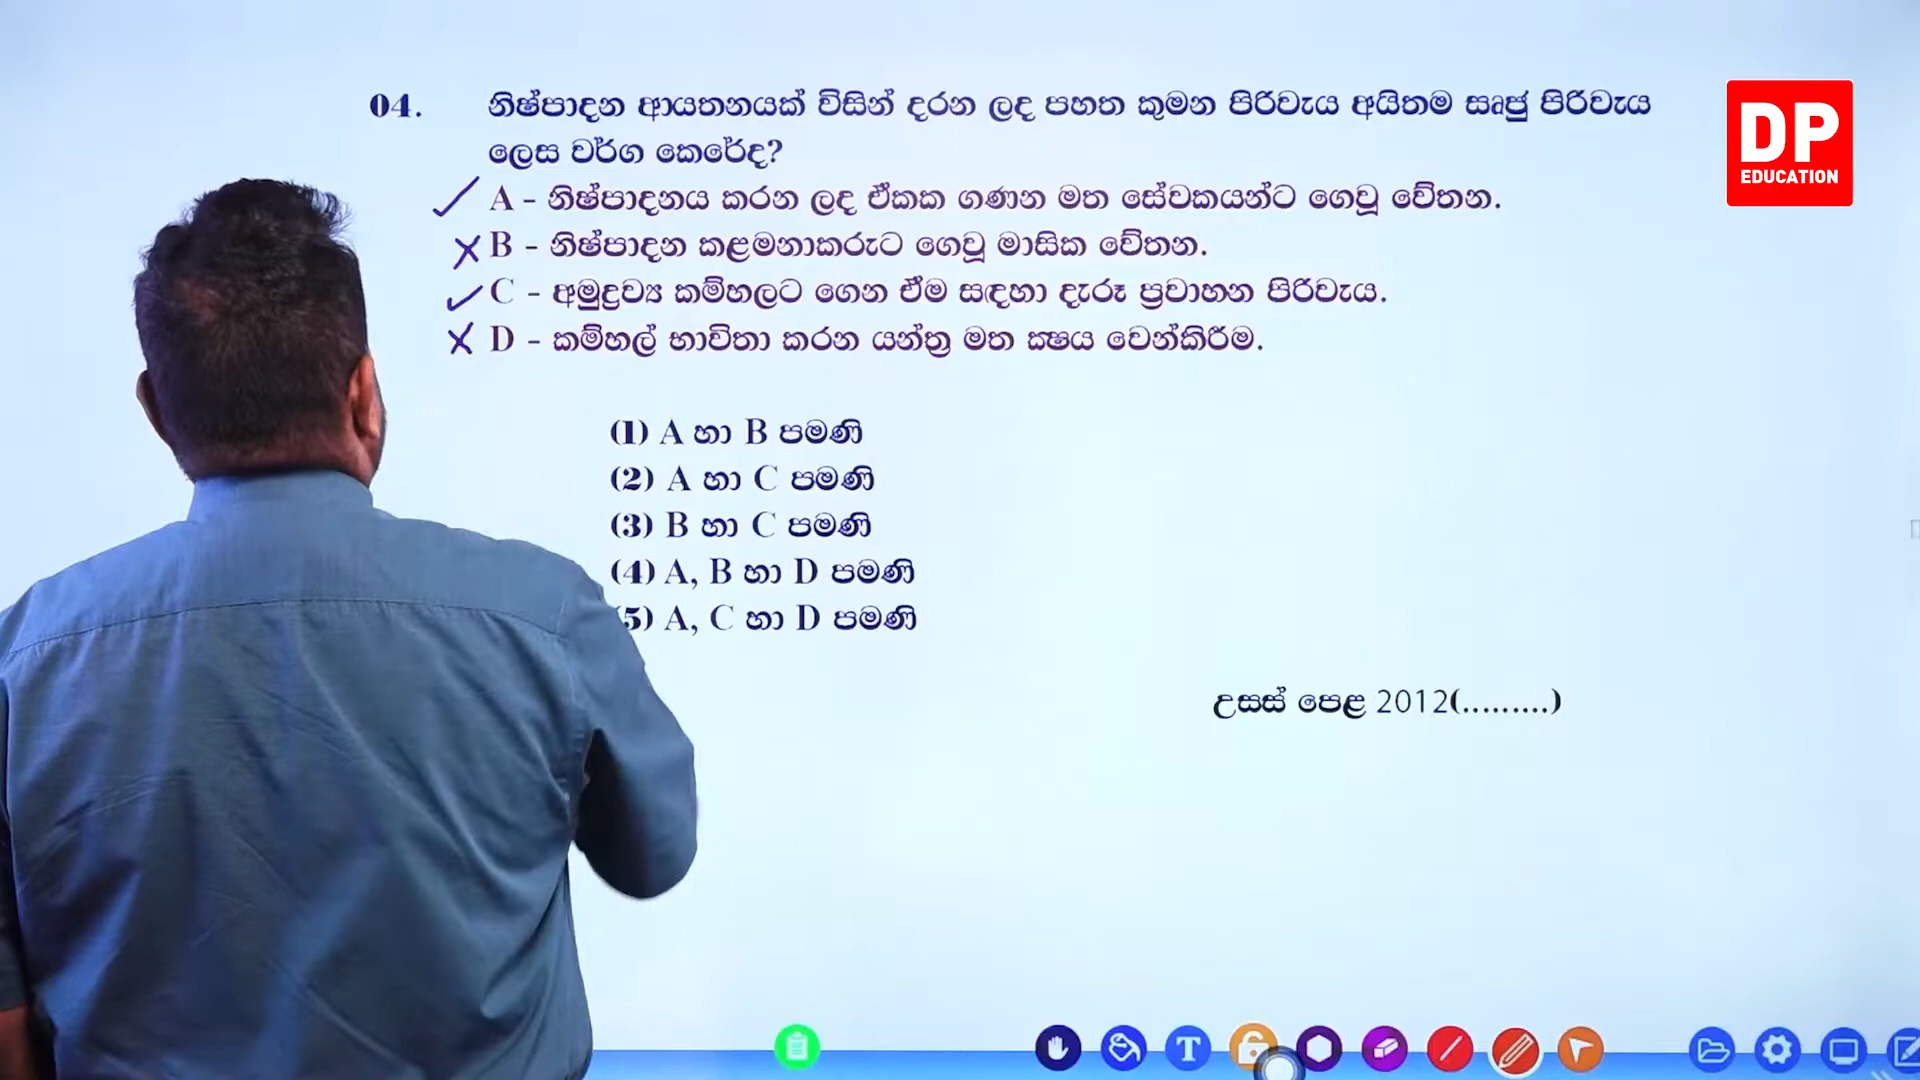 04. නිෂ්පාදන ආයතනයක් විසින් දරන ලද පහත කුමන පිරිවැය අයිතම සෘජු පිරිවැය
ලෙස වර්ග කෙරේද?
A - නිෂ්පාදනය කරන ලද ඒකක ගණන මත සේවකයන්ට ගෙවූ වේතන.
B - නිෂ්පාදන කළමනාකරුට ගෙවූ මාසික වේතන.
C - අමුද්‍රව්‍ය කම්හලට ගෙන ඒම සඳහා දැරූ ප්‍රවාහන පිරිවැය.
D - කම්හල් භාවිතා කරන යන්ත්‍ර මත ක්‍ෂය වෙන්කිරීම.
(1) A හා B පමණි
(2) A හා C පමණි
(3) B හා C පමණි
(4) A, B හා D පමණි
5) A, C හා D පමණි
උසස් පෙළ 2012(.........)
DP
EDUCATION